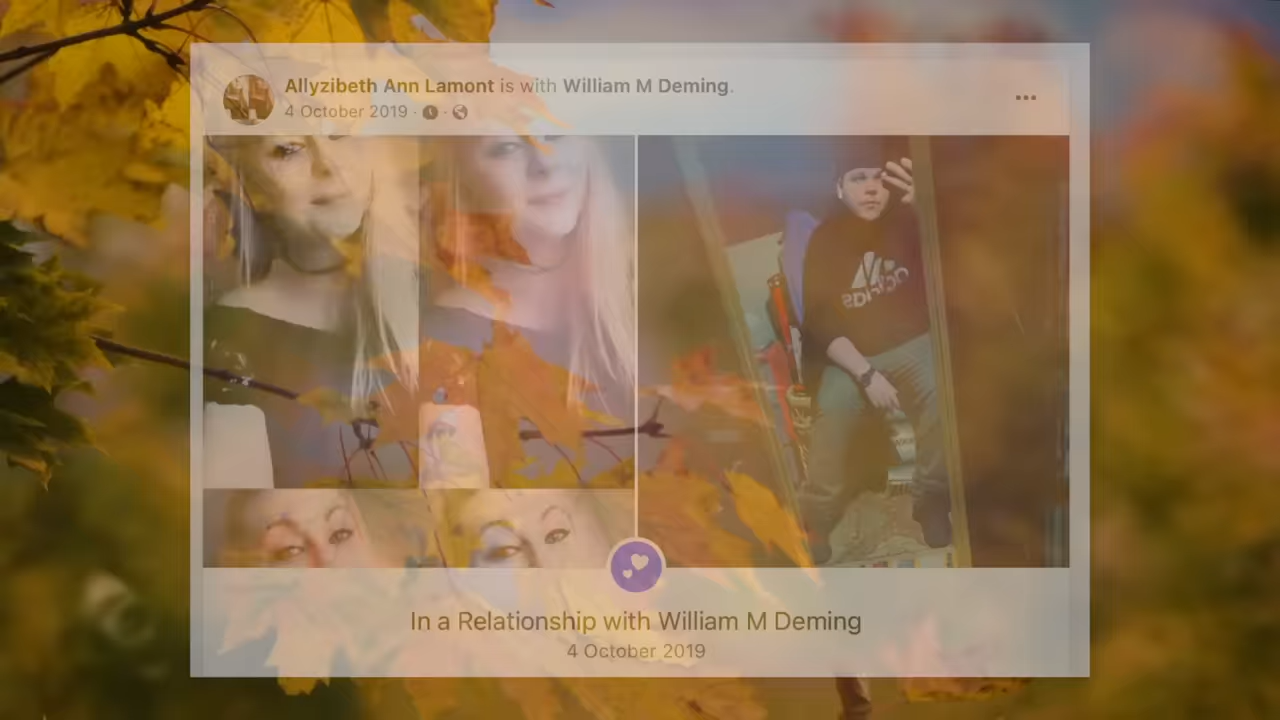 Allyzibeth Ann Lamont is with William M Deming.
4 October 2019 · ·
adidas
In a Relationship with William M Deming
4 October 2019